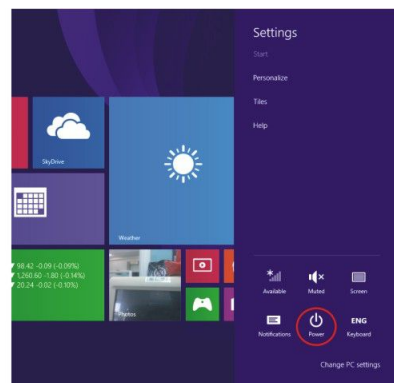 Settings
Start
Personalize
Tiles
Help
SkyDrive
Weather
98.42 -0.09 (-0.09%)
1,260.60 -1.80 (-0.14%)
20.24 -0.02 (-0.10%)
Photos
Available
Muted
Screen
Notifications
Power
ENG
Keyboard
Change PC settings